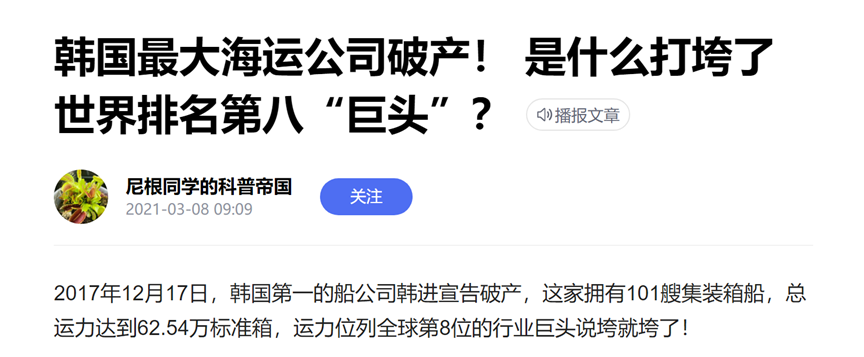 韩国最大海运公司破产！ 是什么打垮了
世界排名第八“巨头”？ 播报文章
尼根同学的科普帝国
关注
2021-03-08 09:09
2017年12月17日，韩国第一的船公司韩进宣告破产，这家拥有101艘集装箱船，总
运力达到62.54万标准箱，运力位列全球第8位的行业巨头说垮就垮了！